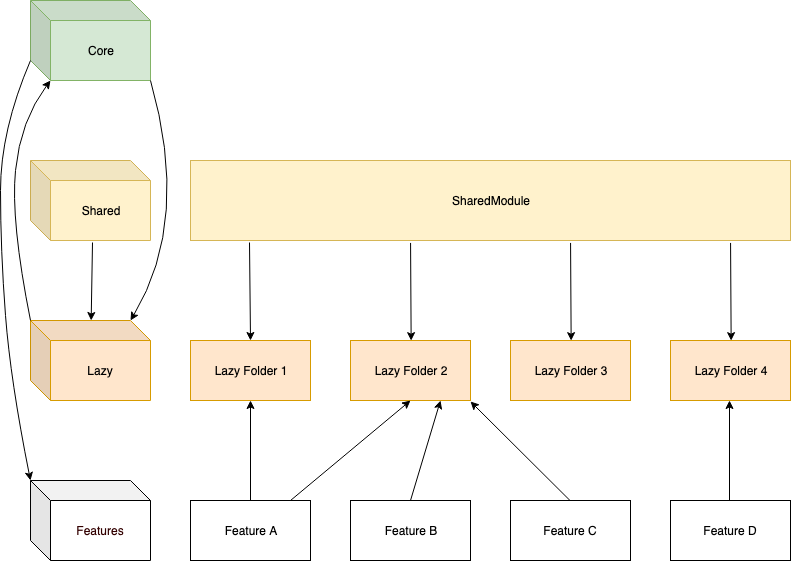 Core
Shared
SharedModule
Lazy
Lazy Folder 1
Lazy Folder 2
Lazy Folder 3
Lazy Folder 4
Features
Feature A
Feature B
Feature C
Feature D